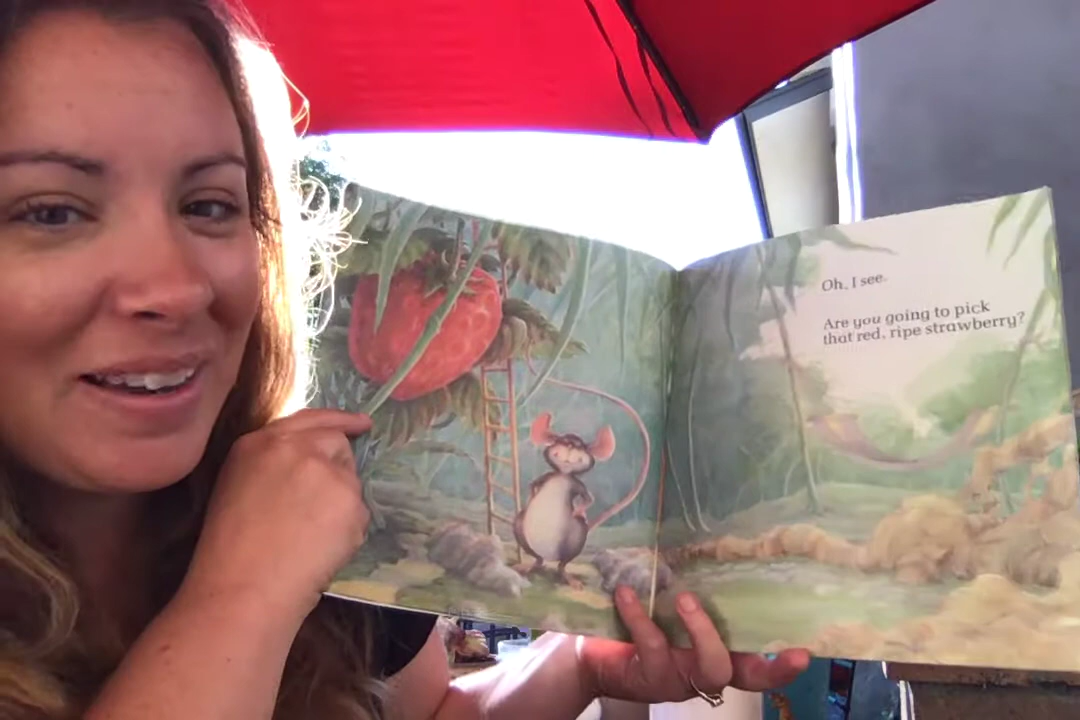 Oh, I see.
Are you going to pick
that red, ripe strawberry?